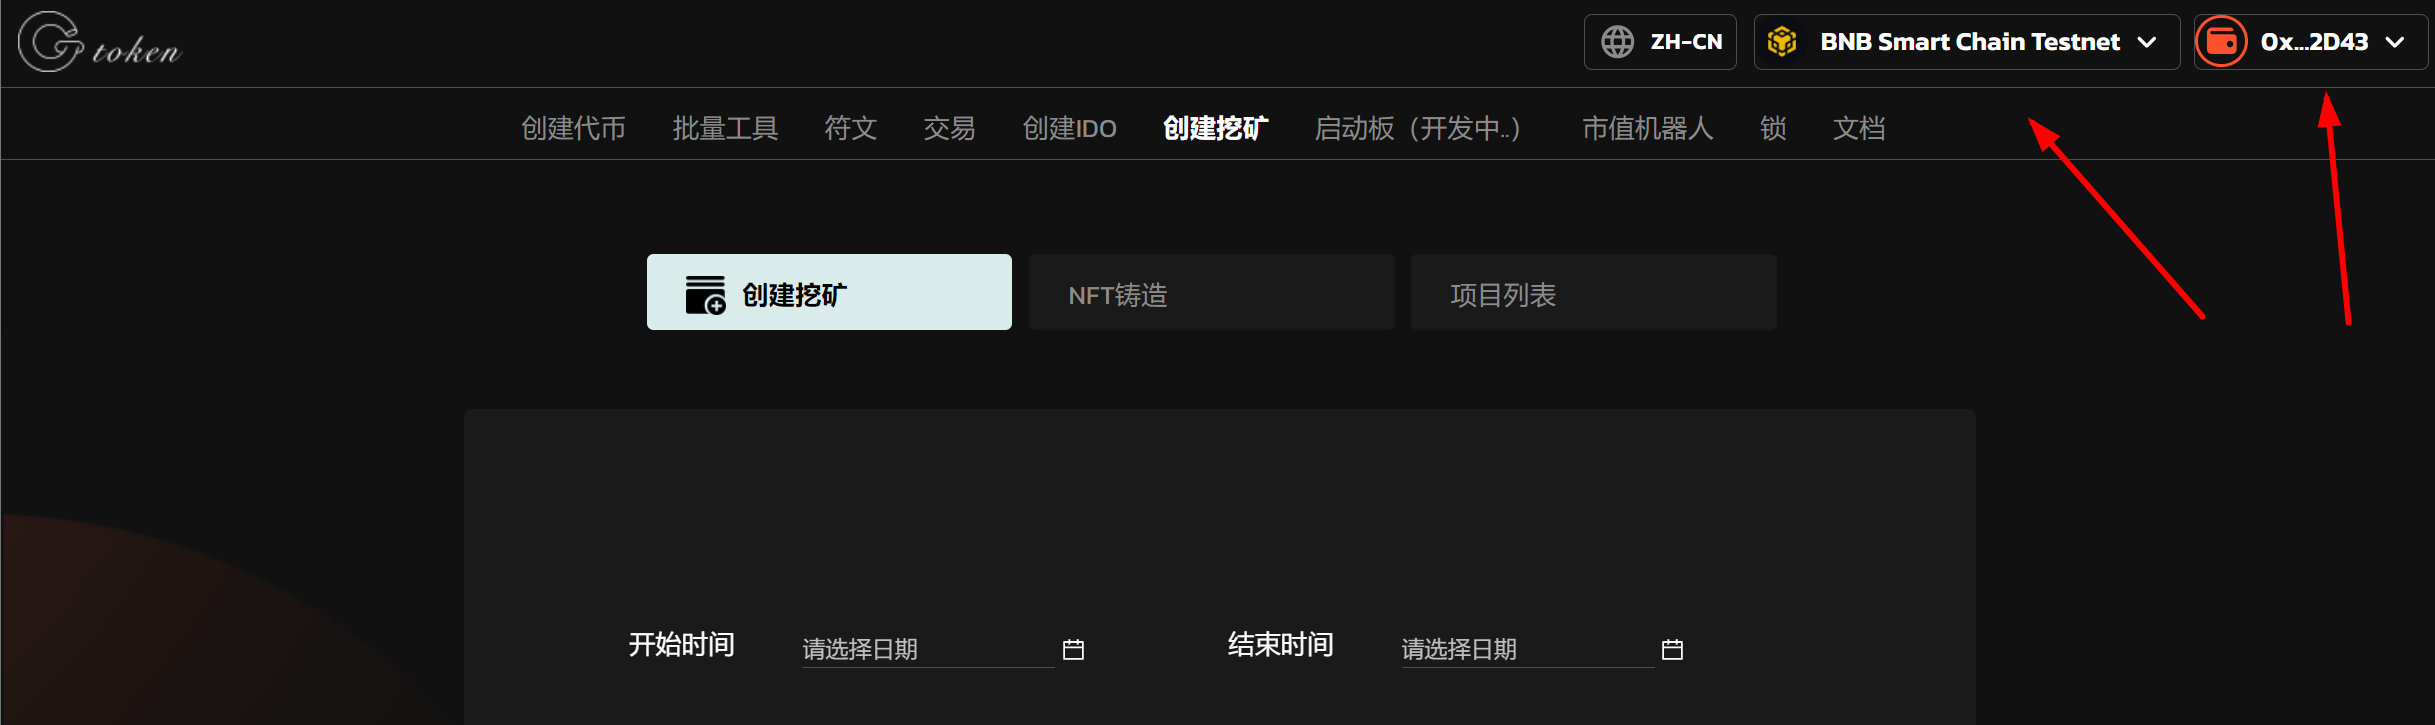 GP token
ZH-CN
BNB Smart Chain Testnet
0x...2D43
创建代币 批量工具 符文 交易 创建IDO 创建挖矿 启动板（开发中..） 市值机器人 锁 文档
创建挖矿
NFT铸造
项目列表
开始时间 请选择日期
结束时间 请选择日期